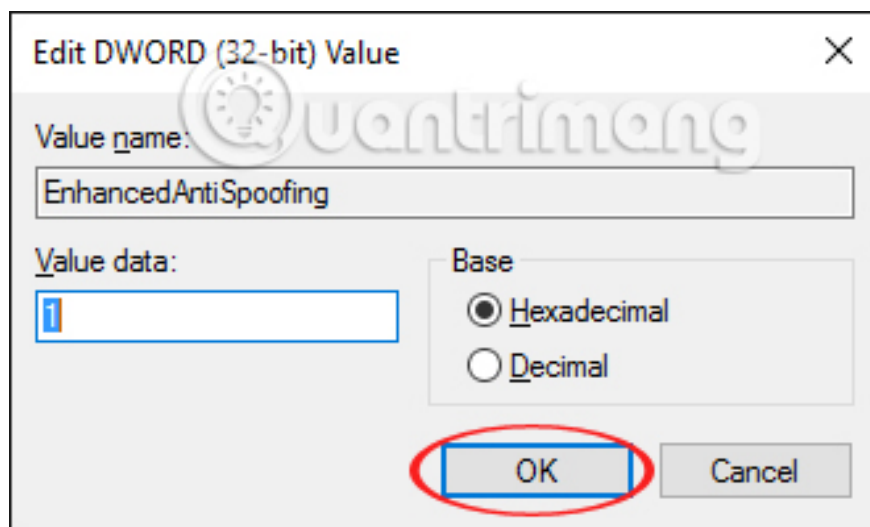 Edit DWORD (32-bit) Value
Quantrimang
Value name:
EnhancedAntiSpoofing
Value data:
1
Base
Hexadecimal
Decimal
OK
Cancel